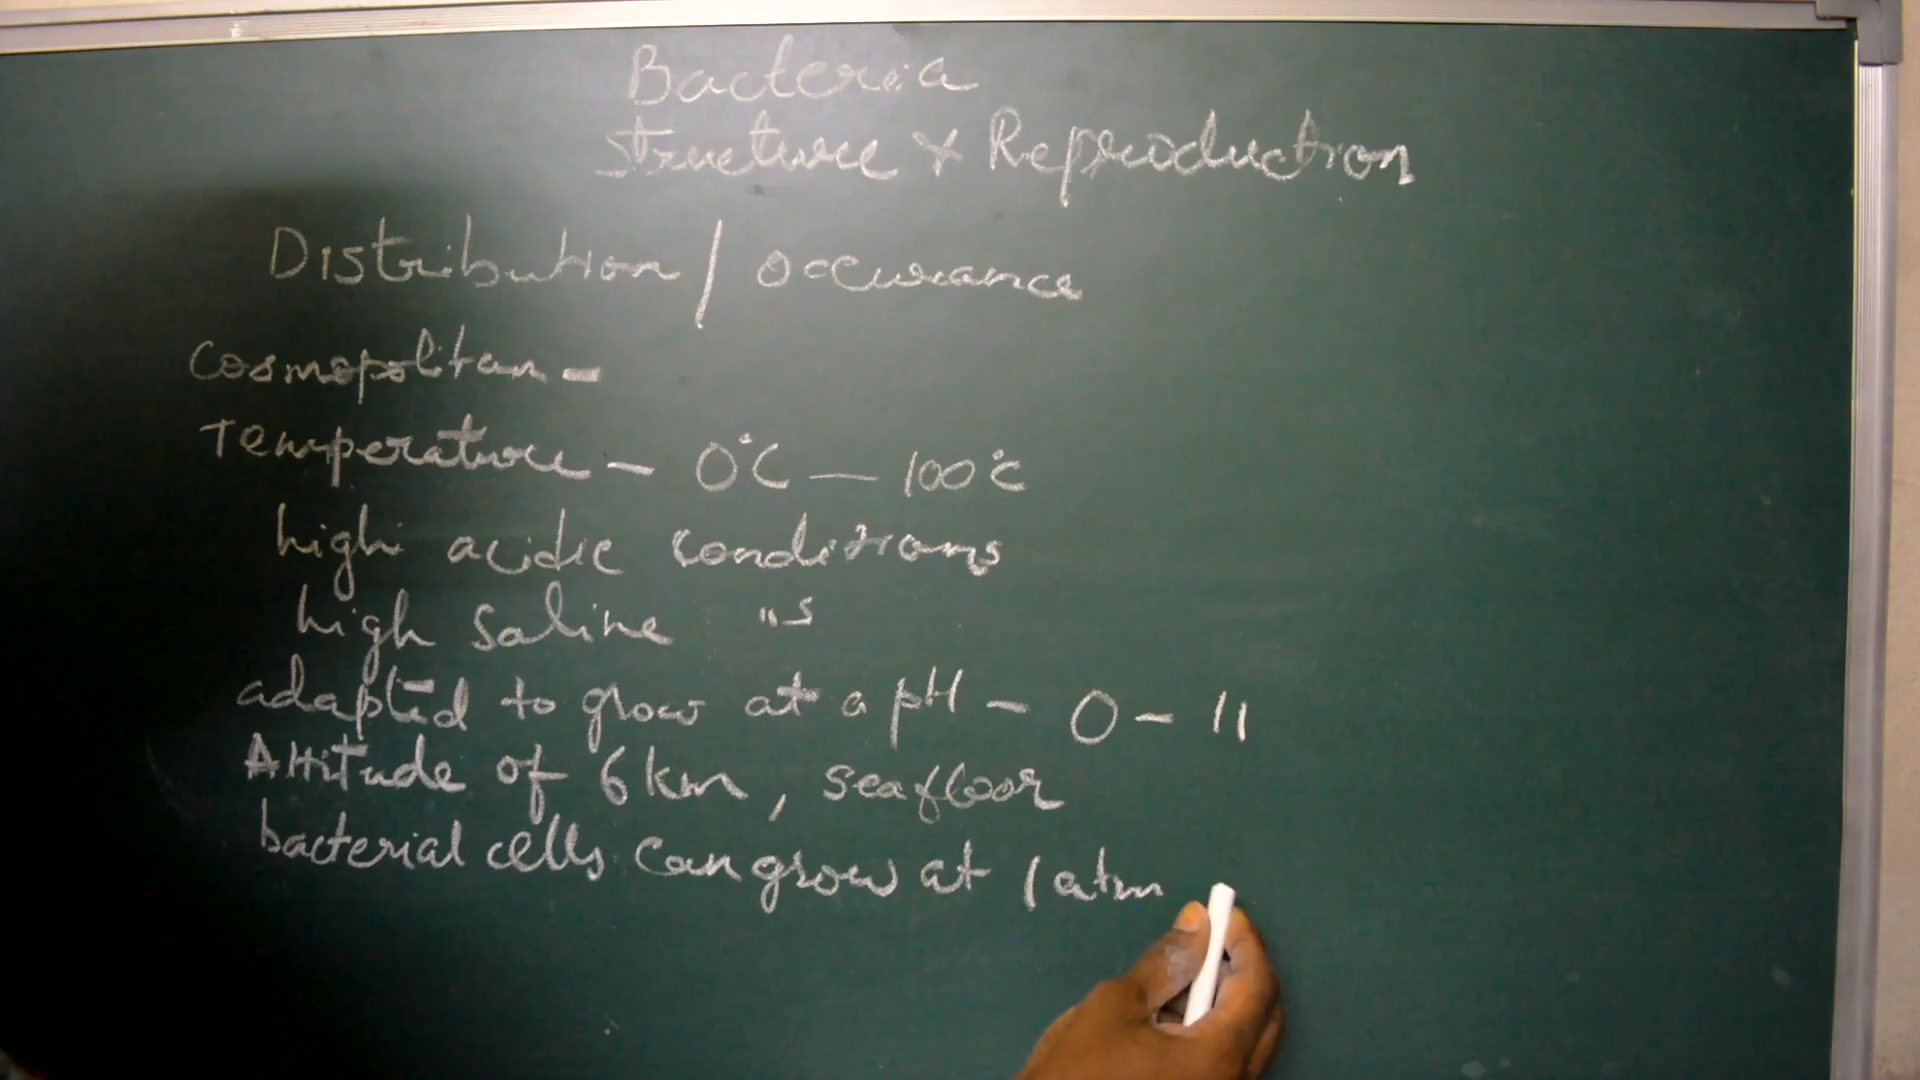 Bacteria
Structure & Reproduction
Distribution / Occurance
Cosmopolitan -
Temperature - 0°C — 100°C
high acidic conditions
high saline "s
adapted to grow at a pH - 0 - 11
Altitude of 6 km, seafloor
bacterial cells can grow at 1 atm